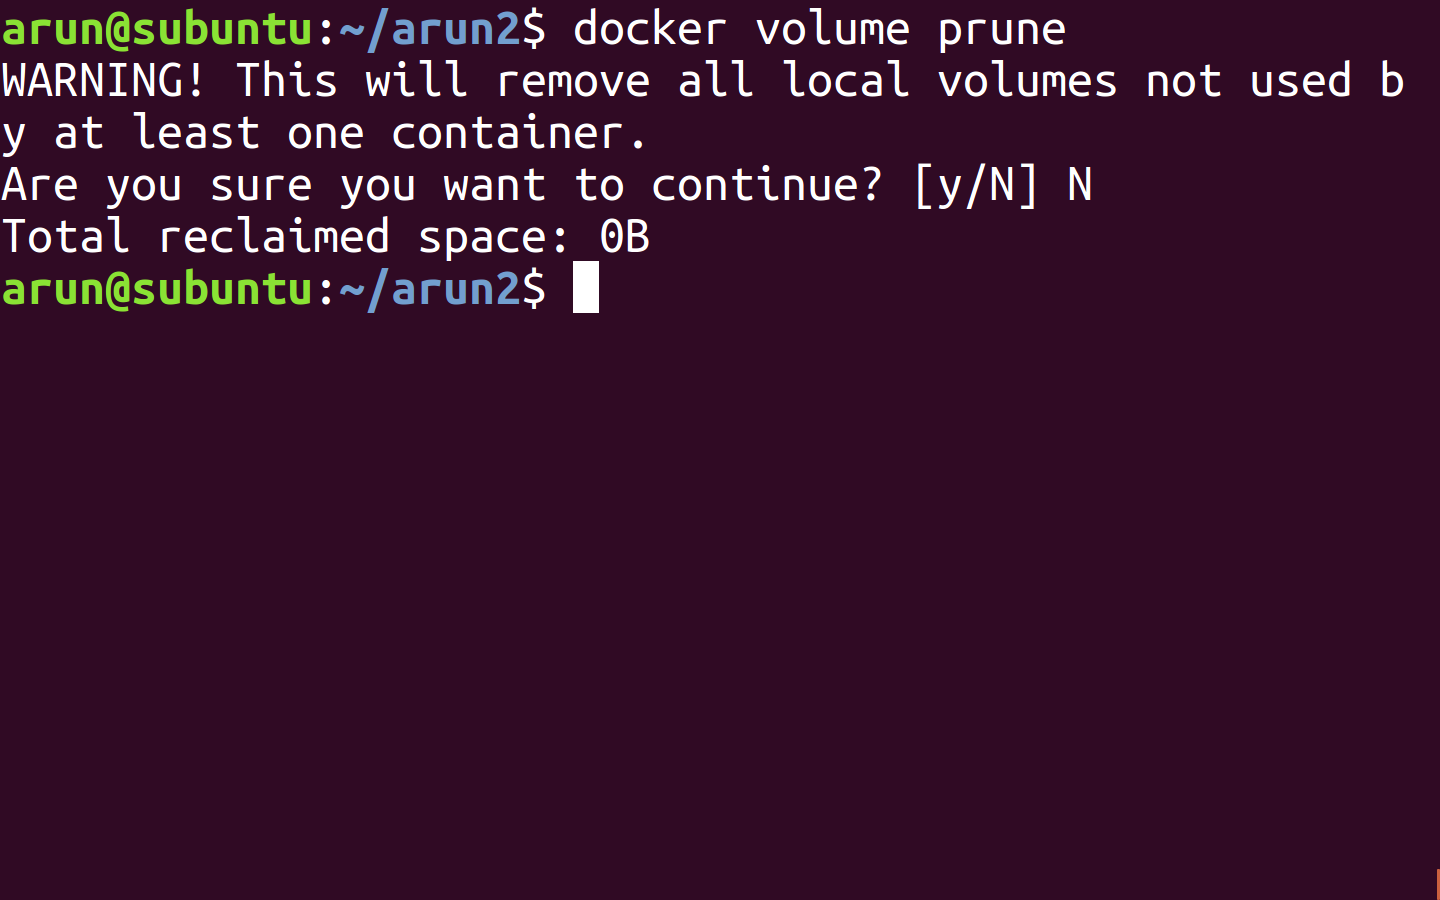 arun@subuntu:~/arun2$ docker volume prune
WARNING! This will remove all local volumes not used b
y at least one container.
Are you sure you want to continue? [y/N] N
Total reclaimed space: 0B
arun@subuntu:~/arun2$